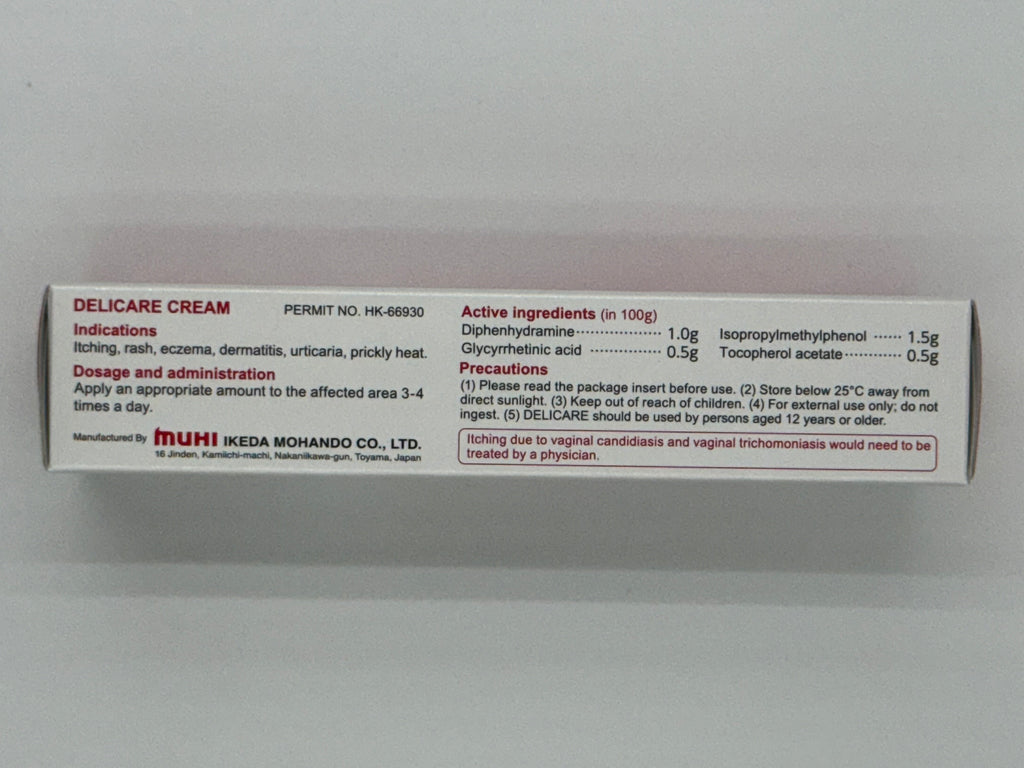 DELICARE CREAM PERMIT NO. HK-66930
Indications
Itching, rash, eczema, dermatitis, urticaria, prickly heat.
Dosage and administration
Apply an appropriate amount to the affected area 3-4
times a day.
Manufactured By MUHI IKEDA MOHANDO CO., LTD.
16 Jinden, Kamiichi-machi, Nakaniikawa-gun, Toyama, Japan
Active ingredients (in 100g)
Diphenhydramine·················· 1.0g Isopropylmethylphenol ······ 1.5g
Glycyrrhetinic acid ··············· 0.5g Tocopherol acetate············ 0.5g
Precautions
(1) Please read the package insert before use. (2) Store below 25°C away from
direct sunlight. (3) Keep out of reach of children. (4) For external use only; do not
ingest. (5) DELICARE should be used by persons aged 12 years or older.
Itching due to vaginal candidiasis and vaginal trichomoniasis would need to be
treated by a physician.